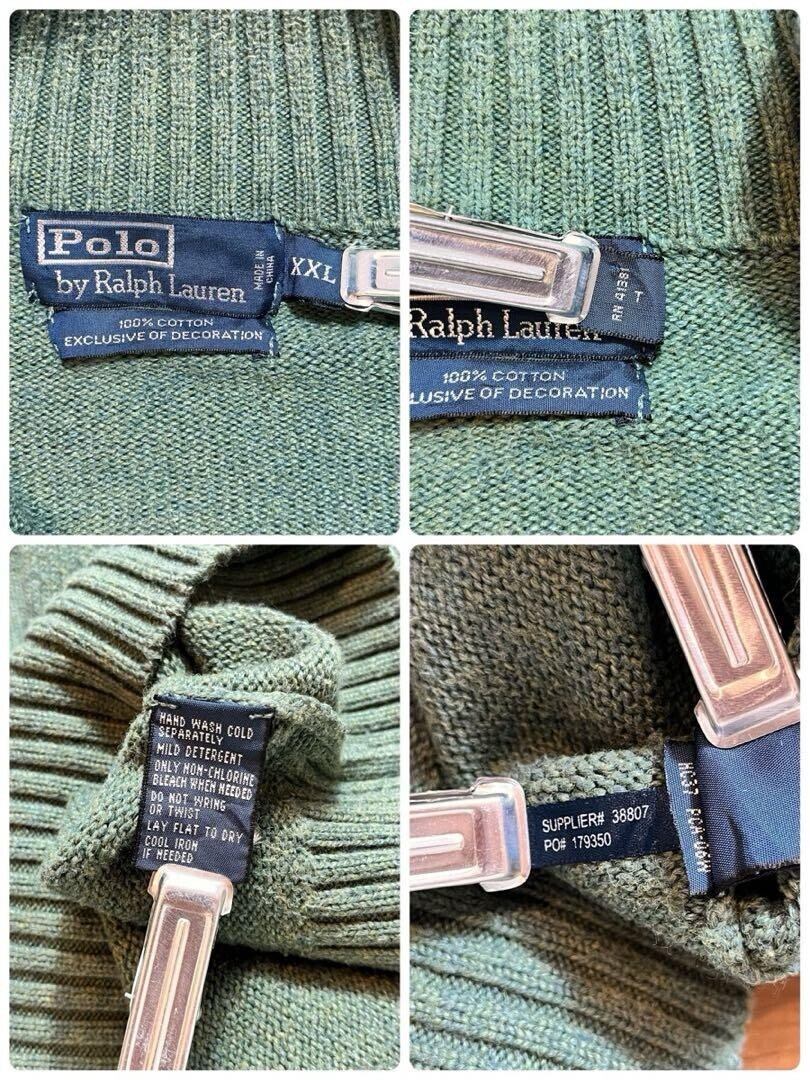 Polo
by Ralph Lauren
MADE IN
CHINA
XXL
100% COTTON
EXCLUSIVE OF DECORATION
RN 41381
T
Ralph Lauren
100% COTTON
LUSIVE OF DECORATION
HAND WASH COLD
SEPARATELY
MILD DETERGENT
ONLY NON-CHLORINE
BLEACH WHEN NEEDED
DO NOT WRING
OR TWIST
LAY FLAT TO DRY
COOL IRON
IF NEEDED
SUPPLIER# 38807
PO# 179350